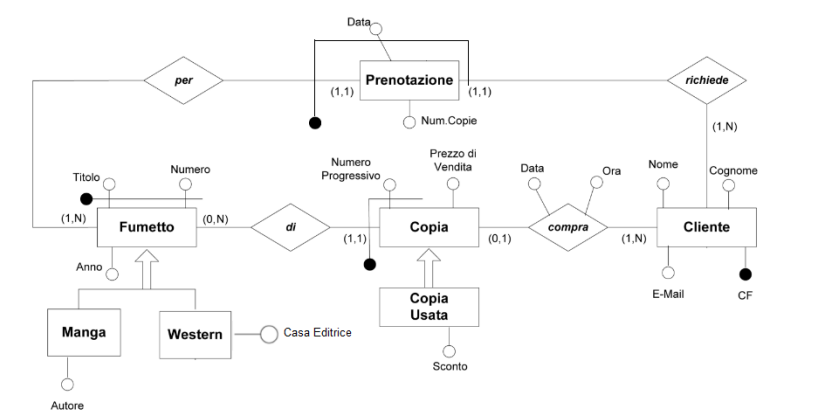 Data
per
Prenotazione
richiede
(1,1)
(1,1)
Num.Copie
(1,N)
Titolo
Numero
Numero
Progressivo
Prezzo di
Vendita
Data
Ora
Nome
Cognome
(1,N)
Fumetto
(0,N)
di
(1,1)
Copia
(0,1)
compra
(1,N)
Cliente
Anno
E-Mail
CF
Copia
Usata
Manga
Western
Casa Editrice
Sconto
Autore